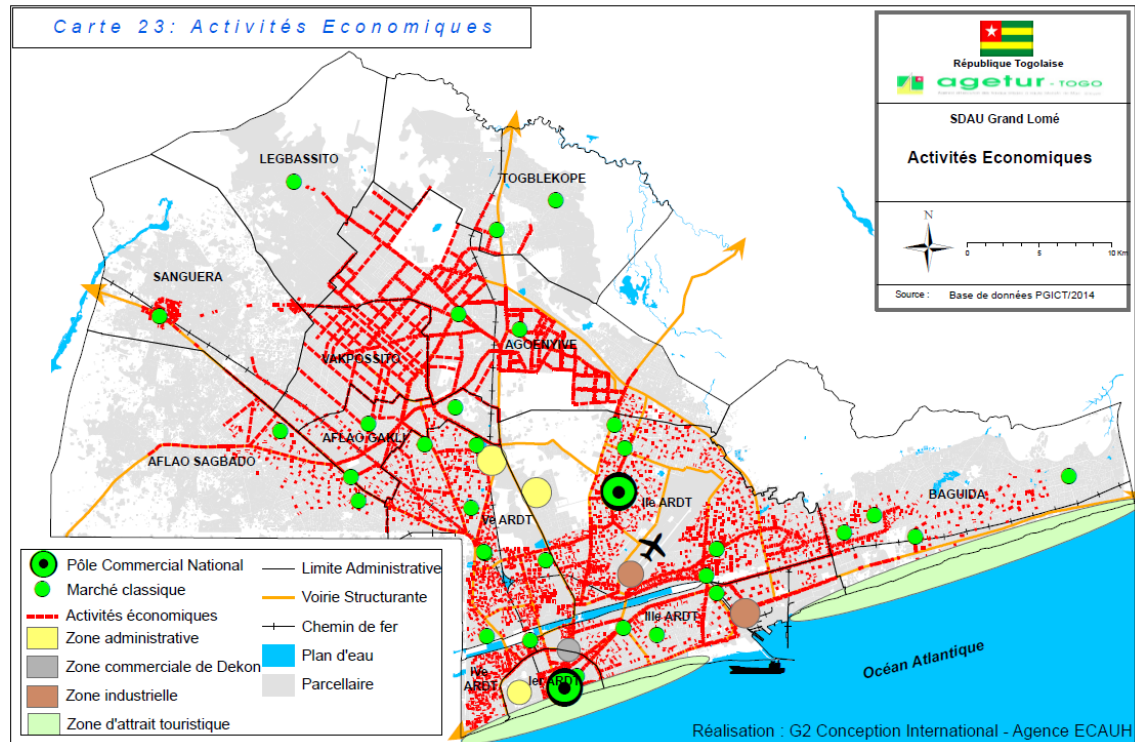 Carte 23: Activités Economiques
République Togolaise
agetur - TOGO
SDAU Grand Lomé
Activités Economiques
N
0 5 10 Km
Source : Base de données PGICT/2014
LEGBASSITO
TOGBLEKOPE
SANGUERA
VAKPOSSITO
AGOENYIVE
AFLAO GAKLI
AFLAO SAGBADO
Ve ARDT
IIe ARDT
BAGUIDA
IIIe ARDT
IVe
ARDT
Ier ARDT
Océan Atlantique
Pôle Commercial National
Marché classique
Activités économiques
Zone administrative
Zone commerciale de Dekon
Zone industrielle
Zone d'attrait touristique
Limite Administrative
Voirie Structurante
Chemin de fer
Plan d'eau
Parcellaire
Réalisation : G2 Conception International - Agence ECAUH